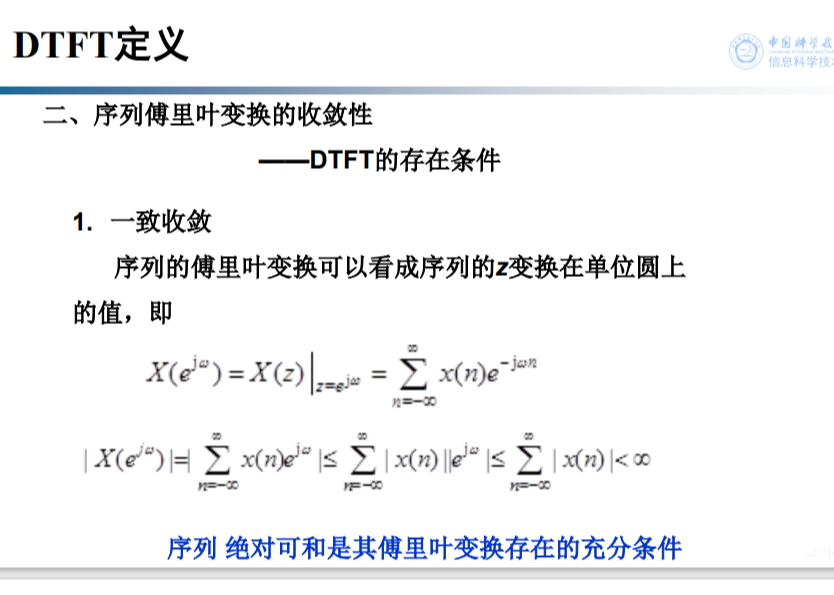 DTFT定义
中国科学技
信息科学技
二、序列傅里叶变换的收敛性
——DTFT的存在条件
1. 一致收敛
序列的傅里叶变换可以看成序列的z变换在单位圆上
的值，即
X(e^{jω}) = X(z)|_{z=e^{jω}} = ∑_{n=-∞}^{∞} x(n)e^{-jωn}
|X(e^{jω})|=|∑_{n=-∞}^{∞} x(n)e^{jω}|≤ ∑_{n=-∞}^{∞} |x(n)||e^{jω}|≤ ∑_{n=-∞}^{∞} |x(n)|<∞
序列 绝对可和是其傅里叶变换存在的充分条件